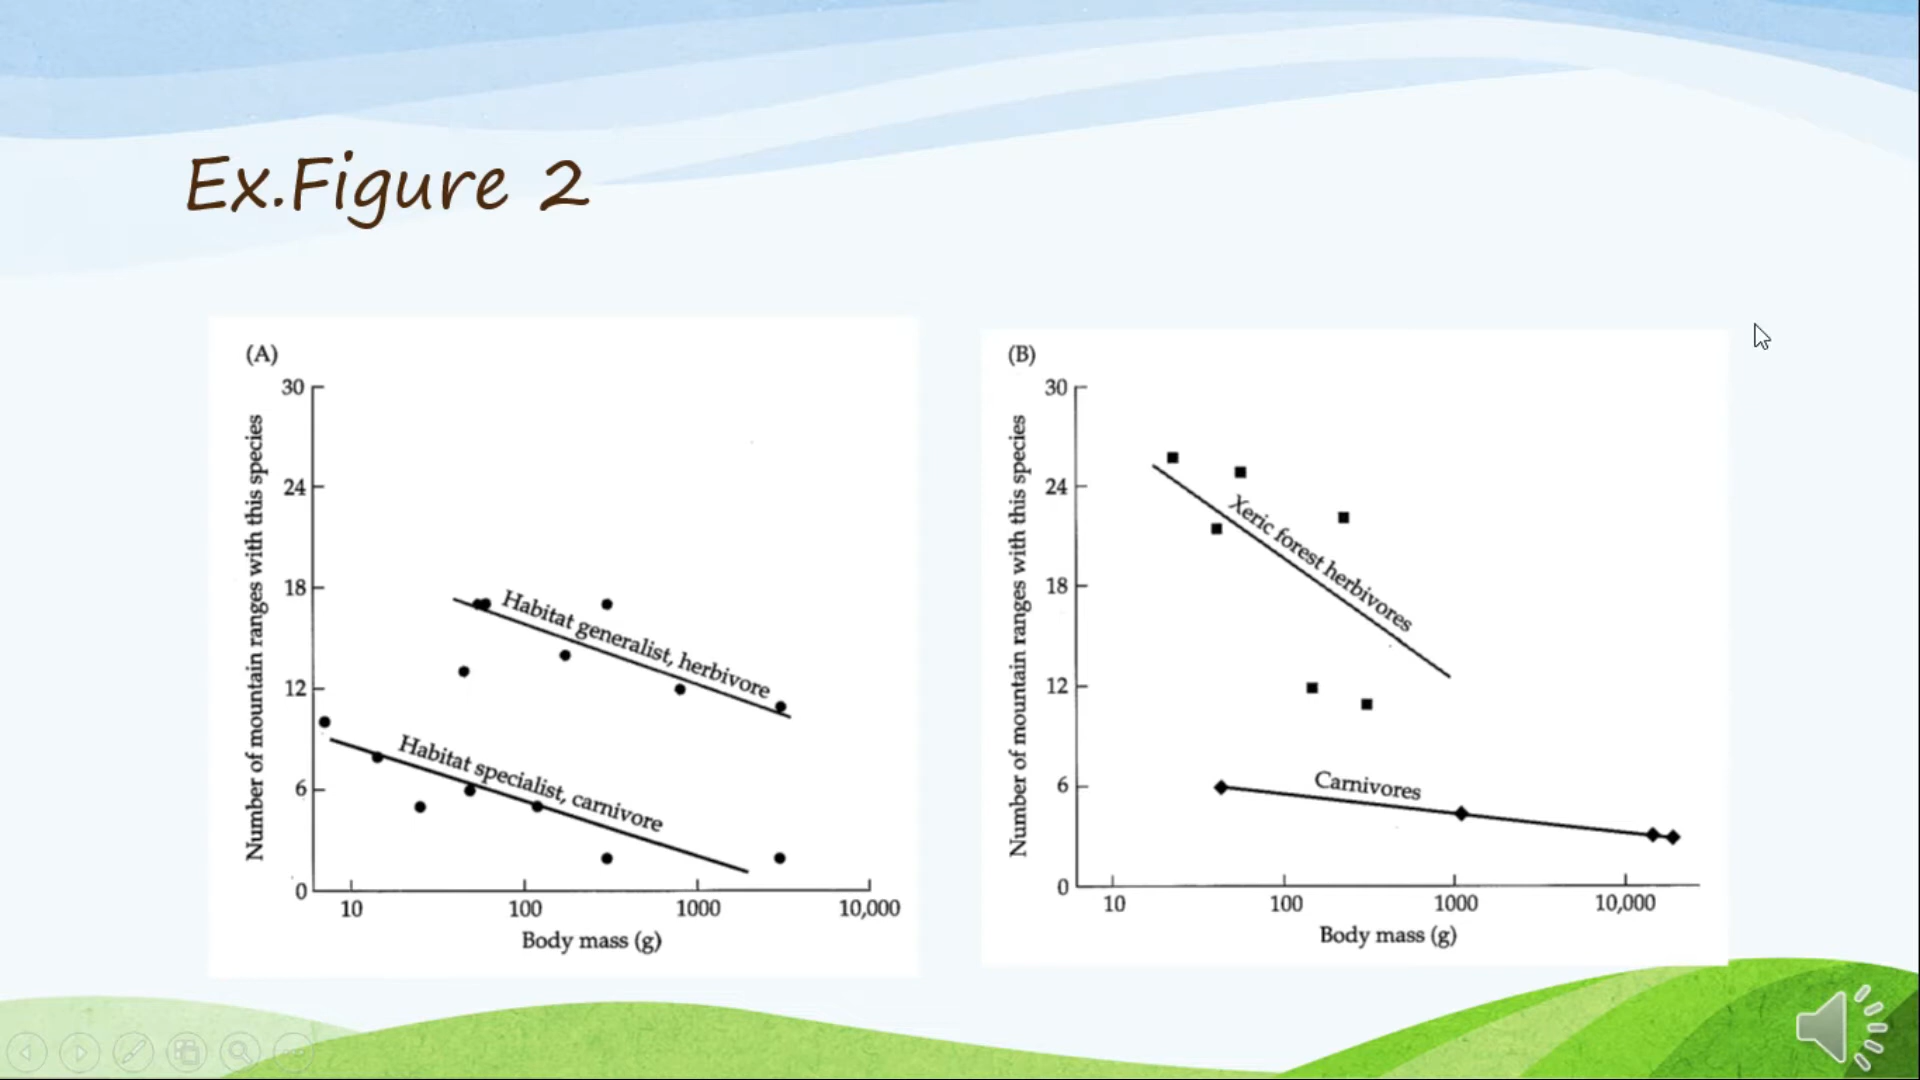 Ex.Figure 2
(A)
Number of mountain ranges with this species
30
24
18
12
6
0
Habitat generalist, herbivore
Habitat specialist, carnivore
10
100
1000
10,000
Body mass (g)
(B)
Number of mountain ranges with this species
30
24
18
12
6
0
Xeric forest herbivores
Carnivores
10
100
1000
10,000
Body mass (g)